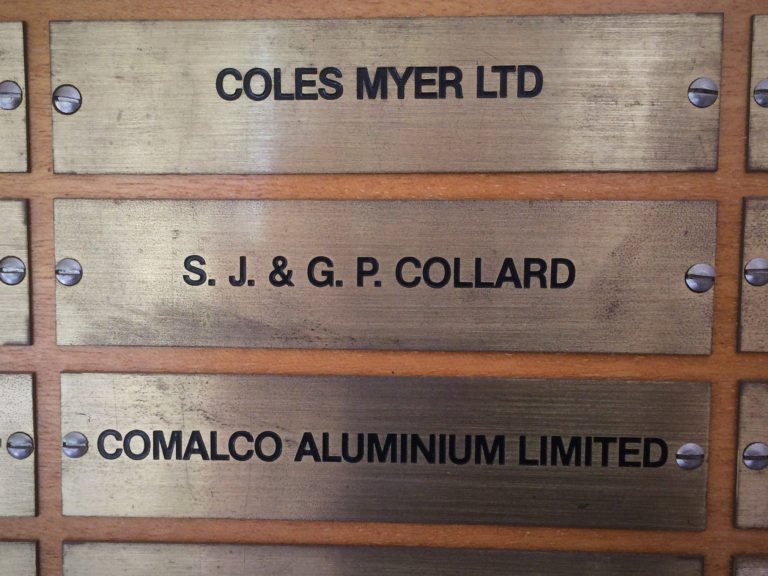 COLES MYER LTD
S. J. & G. P. COLLARD
COMALCO ALUMINIUM LIMITED